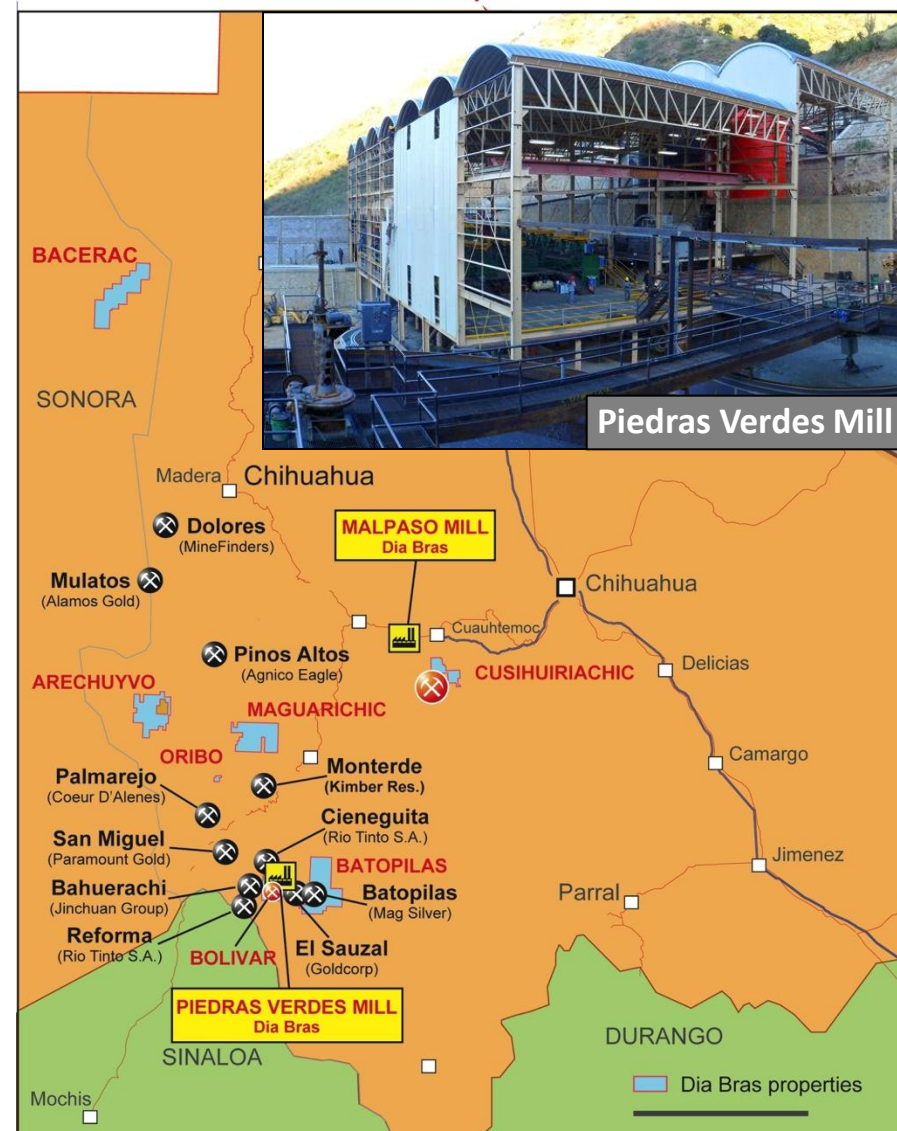 Piedras Verdes Mill
BACERAC
SONORA
Madera
Chihuahua
Dolores
(MineFinders)
MALPASO MILL
Dia Bras
Mulatos
(Alamos Gold)
Chihuahua
Cuauhtemoc
Pinos Altos
(Agnico Eagle)
CUSIHUIRIACHIC
Delicias
ARECHUYVO
MAGUARICHIC
ORIBO
Camargo
Palmarejo
(Coeur D'Alenes)
Monterde
(Kimber Res.)
San Miguel
(Paramount Gold)
Cieneguita
(Rio Tinto S.A.)
Jimenez
BATOPILAS
Bahuerachi
(Jinchuan Group)
Batopilas
(Mag Silver)
Parral
Reforma
(Rio Tinto S.A.)
BOLIVAR
El Sauzal
(Goldcorp)
PIEDRAS VERDES MILL
Dia Bras
SINALOA
DURANGO
Dia Bras properties
Mochis